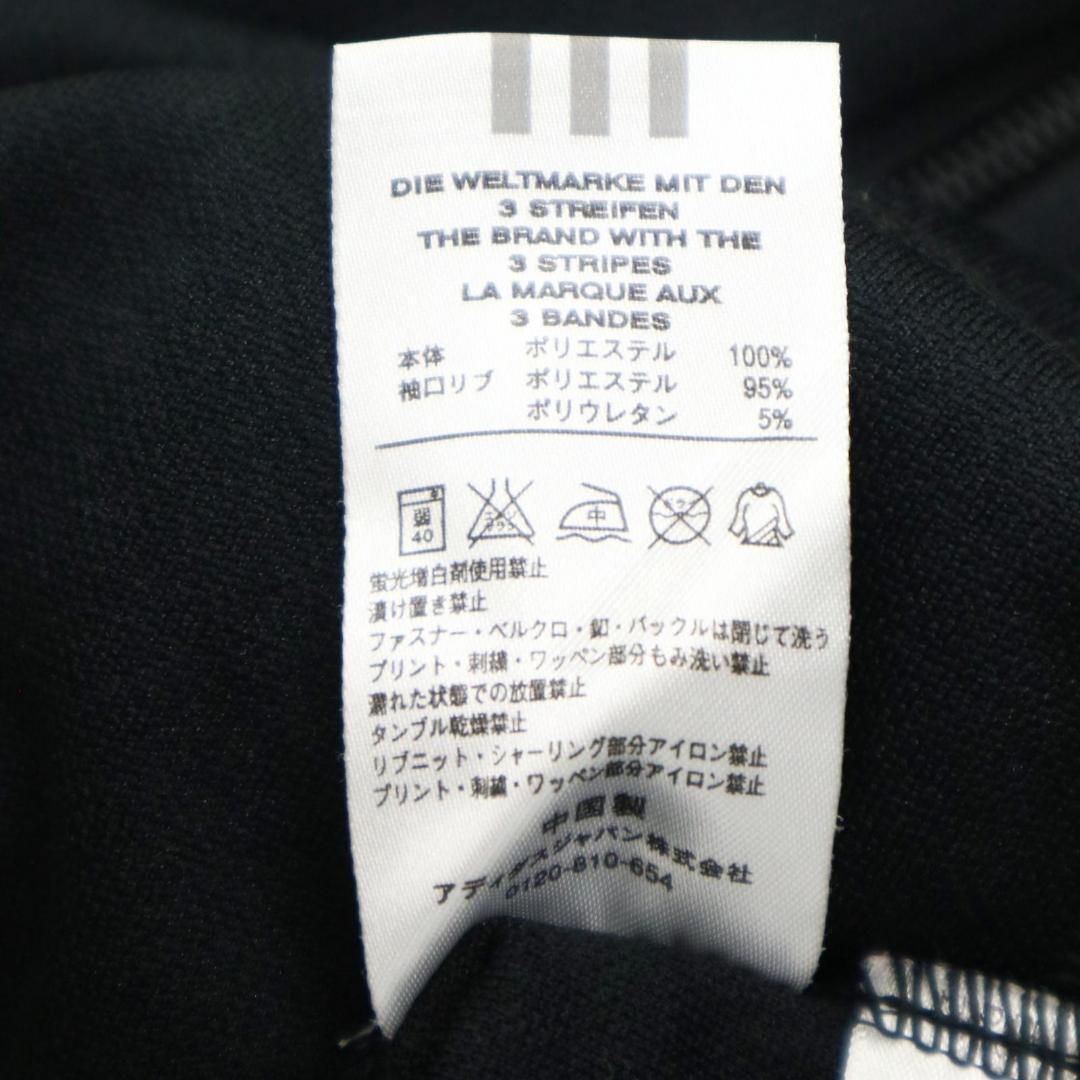 DIE WELTMARKE MIT DEN
3 STREIFEN
THE BRAND WITH THE
3 STRIPES
LA MARQUE AUX
3 BANDES
本体 ポリエステル 100%
袖口リブ ポリエステル 95%
ポリウレタン 5%
弱 40 エンソ サラシ 中 ドライ
蛍光増白剤使用禁止
漬け置き禁止
ファスナー・ベルクロ・釦・バックルは閉じて洗う
プリント・刺繍・ワッペン部分もみ洗い禁止
濡れた状態での放置禁止
タンブル乾燥禁止
リブニット・シャーリング部分アイロン禁止
プリント・刺繍・ワッペン部分アイロン禁止
中国製
アディダスジャパン株式会社
0120-810-654